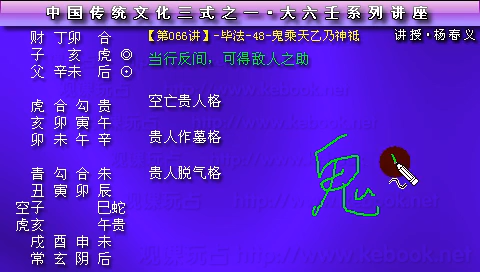 中国传统文化三式之一·大六壬系列讲座
【第066讲】-毕法-48-鬼乘天乙乃神祗 讲授·杨春义
当行反间，可得敌人之助
财 丁卯 合
子 亥 虎 ◎
父 辛未 后 ⊙
虎 合 勾 贵
亥 卯 寅 午
卯 未 午 辛
青 勾 合 朱
丑 寅 卯 辰
空子 巳蛇
虎亥 午贵
戌 酉 申 未
常 玄 阴 后
空亡贵人格
贵人作墓格
贵人脱气格
鬼
http://www.kebook.net